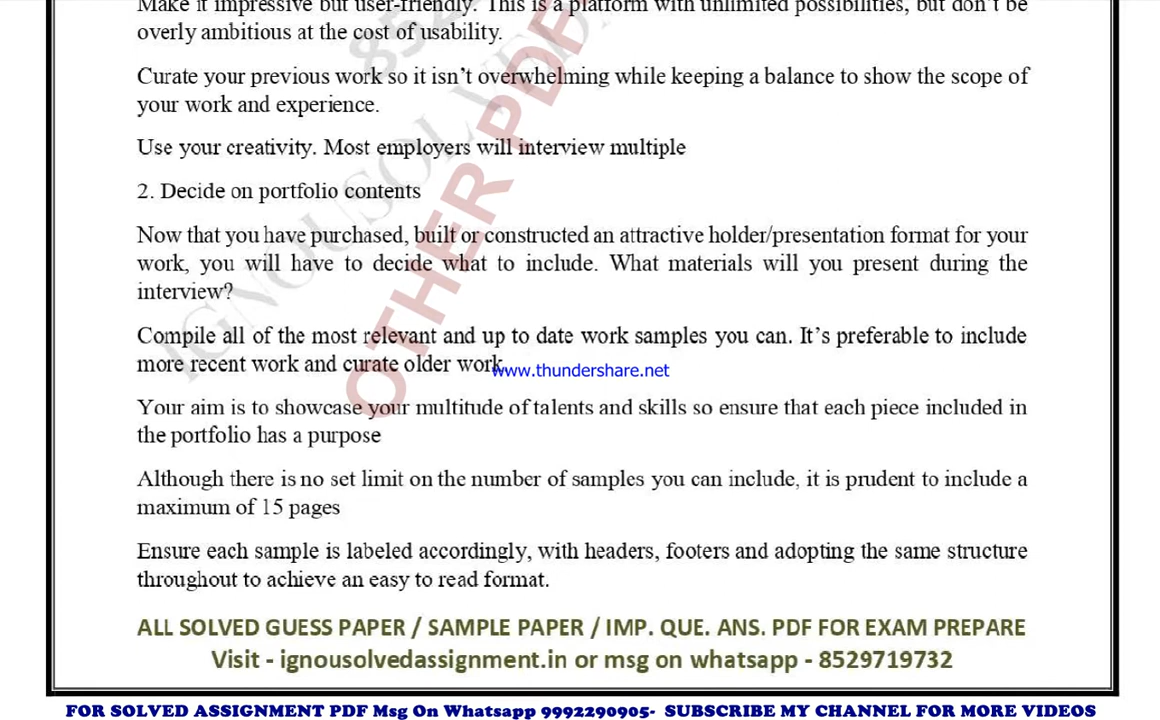 Make it impressive but user-friendly. This is a platform with unlimited possibilities, but don't be
overly ambitious at the cost of usability.
Curate your previous work so it isn't overwhelming while keeping a balance to show the scope of
your work and experience.
Use your creativity. Most employers will interview multiple
2. Decide on portfolio contents
Now that you have purchased, built or constructed an attractive holder/presentation format for your
work, you will have to decide what to include. What materials will you present during the
interview?
Compile all of the most relevant and up to date work samples you can. It's preferable to include
more recent work and curate older work
www.thundershare.net
Your aim is to showcase your multitude of talents and skills so ensure that each piece included in
the portfolio has a purpose
Although there is no set limit on the number of samples you can include, it is prudent to include a
maximum of 15 pages
Ensure each sample is labeled accordingly, with headers, footers and adopting the same structure
throughout to achieve an easy to read format.
OTHER PDF
ALL SOLVED GUESS PAPER / SAMPLE PAPER / IMP. QUE. ANS. PDF FOR EXAM PREPARE
Visit - ignousolvedassignment.in or msg on whatsapp - 8529719732
FOR SOLVED ASSIGNMENT PDF Msg On Whatsapp 9992290905- SUBSCRIBE MY CHANNEL FOR MORE VIDEOS